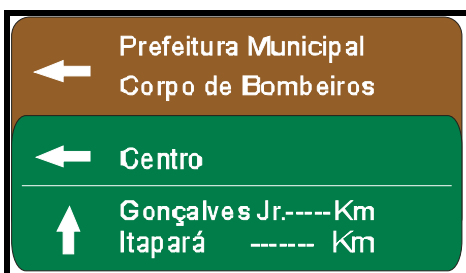 Prefeitura Municipal
Corpo de Bombeiros
Centro
Gonçalves Jr.-----Km
Itapará ------- Km